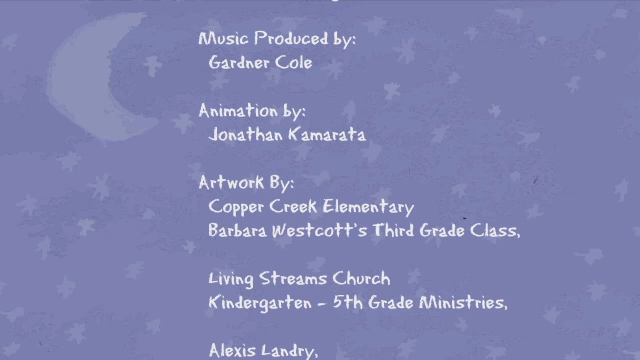 Music Produced by:
Gardner Cole
Animation by:
Jonathan Kamarata
Artwork By:
Copper Creek Elementary
Barbara Westcott's Third Grade Class,
Living Streams Church
Kindergarten - 5th Grade Ministries,
Alexis Landry,